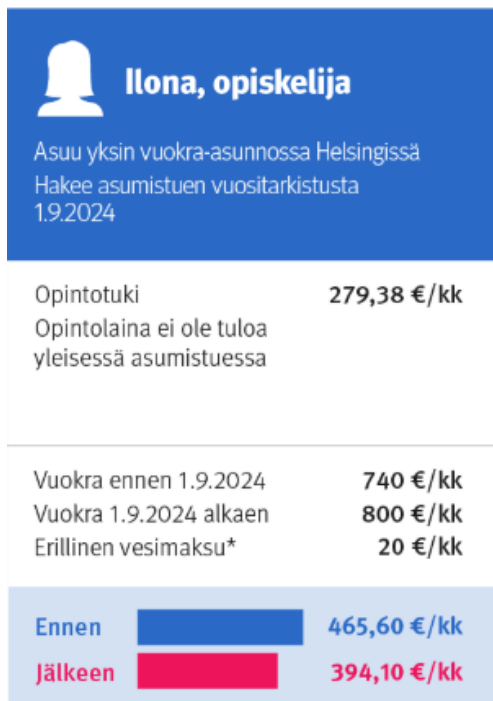 Ilona, opiskelija
Asuu yksin vuokra-asunnossa Helsingissä
Hakee asumistuen vuositarkistusta
1.9.2024
Opintotuki 279,38 €/kk
Opintolaina ei ole tuloa
yleisessä asumistuessa
Vuokra ennen 1.9.2024 740 €/kk
Vuokra 1.9.2024 alkaen 800 €/kk
Erillinen vesimaksu* 20 €/kk
Ennen 465,60 €/kk
Jälkeen 394,10 €/kk